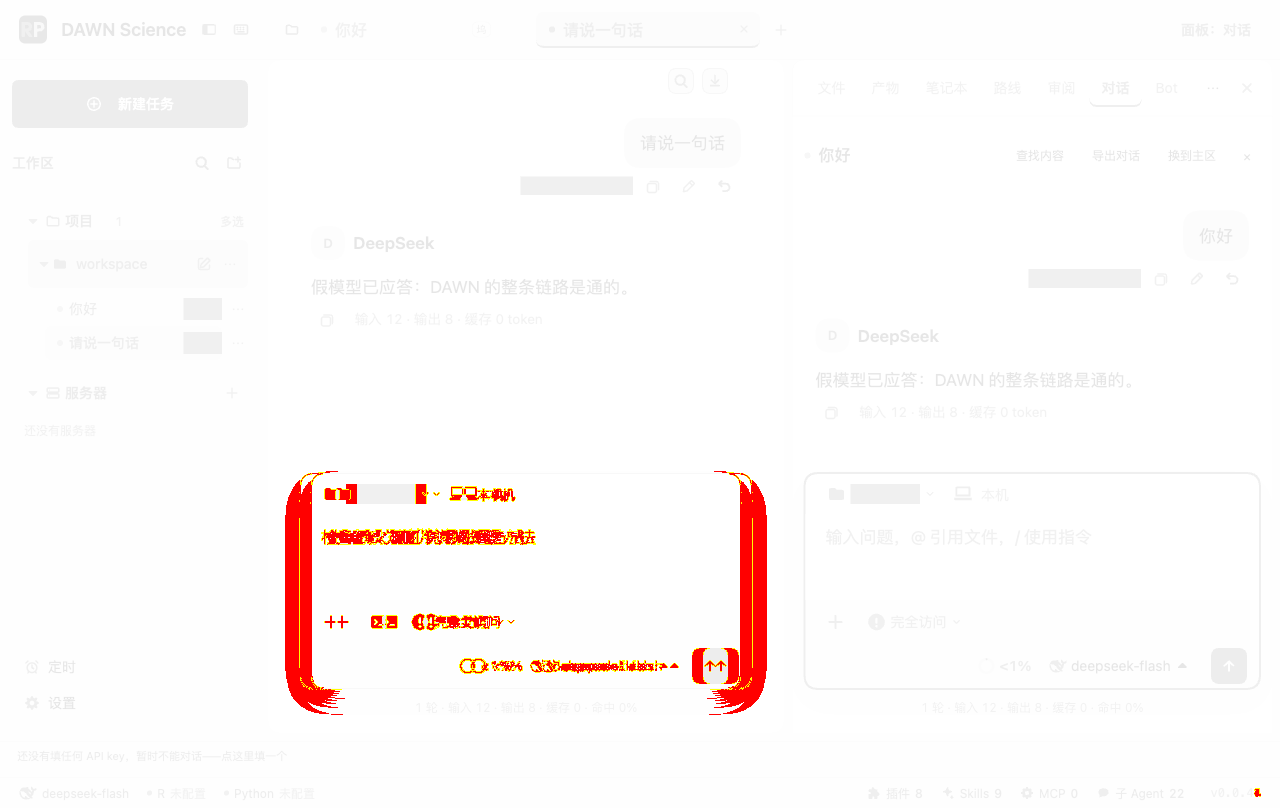 RP DAWN Science
你好
请说一句话 × +
面板：对话
新建任务
工作区
项目 1 多选
workspace
你好
请说一句话
服务器 +
还没有服务器
定时
设置
请说一句话
D DeepSeek
假模型已应答：DAWN 的整条链路是通的。
输入 12 · 输出 8 · 缓存 0 token
本机
1 轮 · 输入 12 · 输出 8 · 缓存 0 · 命中 0%
文件 产物 笔记本 路线 审阅 对话 Bot ··· ×
你好 查找内容 导出对话 换到主区 ×
你好
D DeepSeek
假模型已应答：DAWN 的整条链路是通的。
输入 12 · 输出 8 · 缓存 0 token
本机
输入问题，@ 引用文件，/ 使用指令
+ 完全访问
<1% deepseek-flash
1 轮 · 输入 12 · 输出 8 · 缓存 0 · 命中 0%
还没有填任何 API key，暂时不能对话——点这里填一个
deepseek-flash R 未配置 Python 未配置
插件 8 Skills 9 MCP 0 子 Agent 22 v0.0.